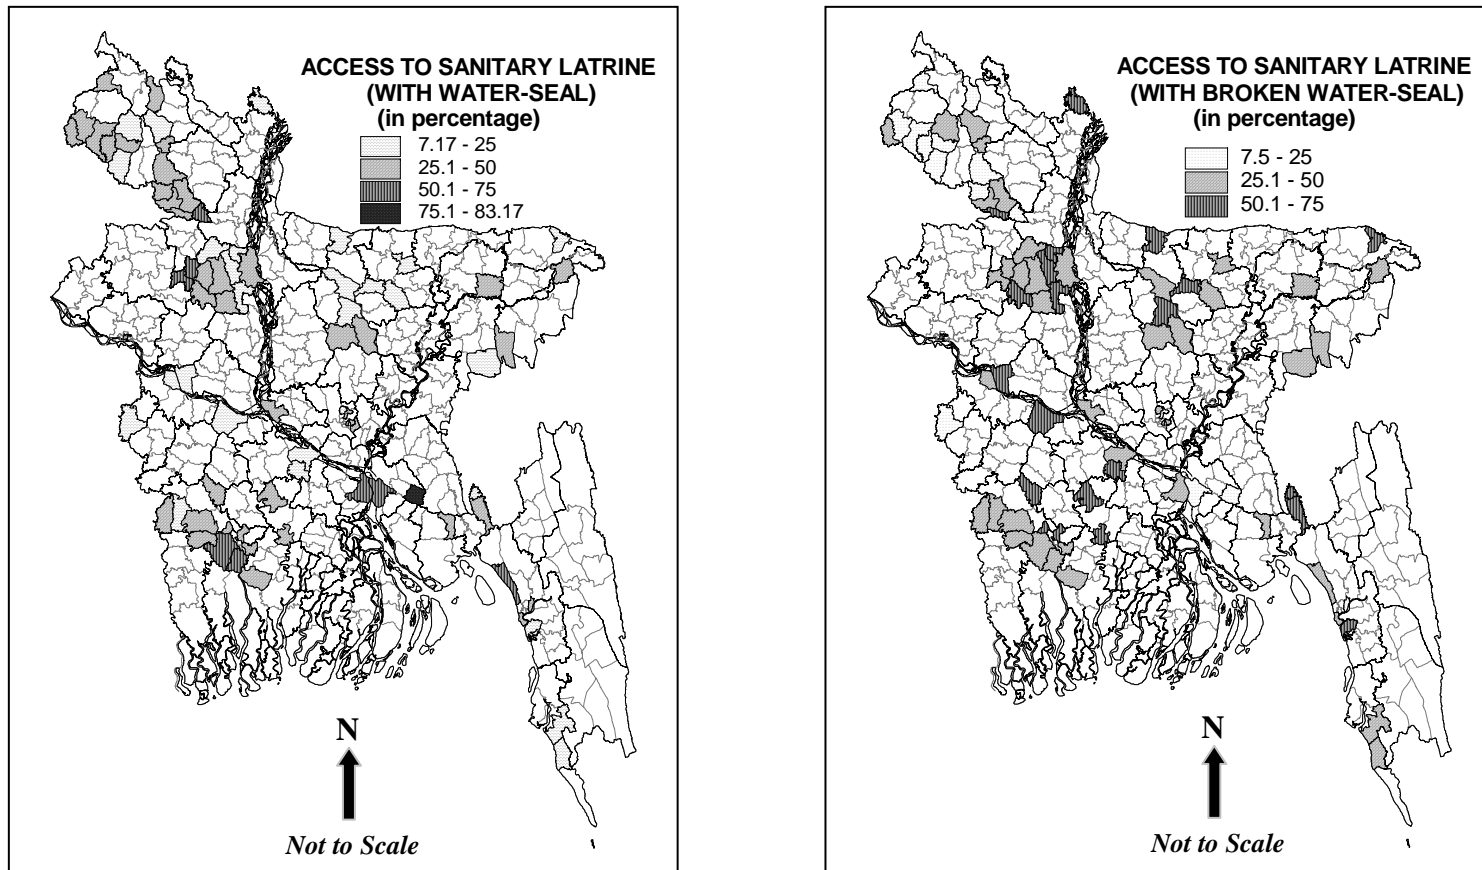 ACCESS TO SANITARY LATRINE
(WITH WATER-SEAL)
(in percentage)
7.17 - 25
25.1 - 50
50.1 - 75
75.1 - 83.17
N
Not to Scale
ACCESS TO SANITARY LATRINE
(WITH BROKEN WATER-SEAL)
(in percentage)
7.5 - 25
25.1 - 50
50.1 - 75
N
Not to Scale